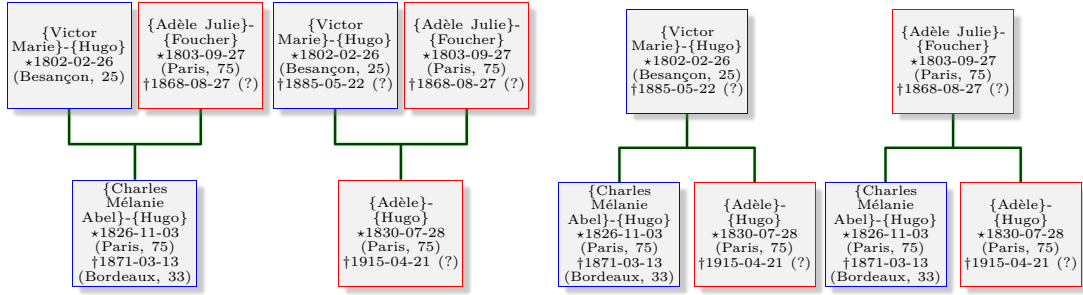 {Victor
Marie}-{Hugo}
⋆1802-02-26
(Besançon, 25)
{Adèle Julie}-
{Foucher}
⋆1803-09-27
(Paris, 75)
†1868-08-27 (?)
{Victor
Marie}-{Hugo}
⋆1802-02-26
(Besançon, 25)
†1885-05-22 (?)
{Adèle Julie}-
{Foucher}
⋆1803-09-27
(Paris, 75)
†1868-08-27 (?)
{Victor
Marie}-{Hugo}
⋆1802-02-26
(Besançon, 25)
†1885-05-22 (?)
{Adèle Julie}-
{Foucher}
⋆1803-09-27
(Paris, 75)
†1868-08-27 (?)
{Charles
Mélanie
Abel}-{Hugo}
⋆1826-11-03
(Paris, 75)
†1871-03-13
(Bordeaux, 33)
{Adèle}-
{Hugo}
⋆1830-07-28
(Paris, 75)
†1915-04-21 (?)
{Charles
Mélanie
Abel}-{Hugo}
⋆1826-11-03
(Paris, 75)
†1871-03-13
(Bordeaux, 33)
{Adèle}-
{Hugo}
⋆1830-07-28
(Paris, 75)
†1915-04-21 (?)
{Charles
Mélanie
Abel}-{Hugo}
⋆1826-11-03
(Paris, 75)
†1871-03-13
(Bordeaux, 33)
{Adèle}-
{Hugo}
⋆1830-07-28
(Paris, 75)
†1915-04-21 (?)